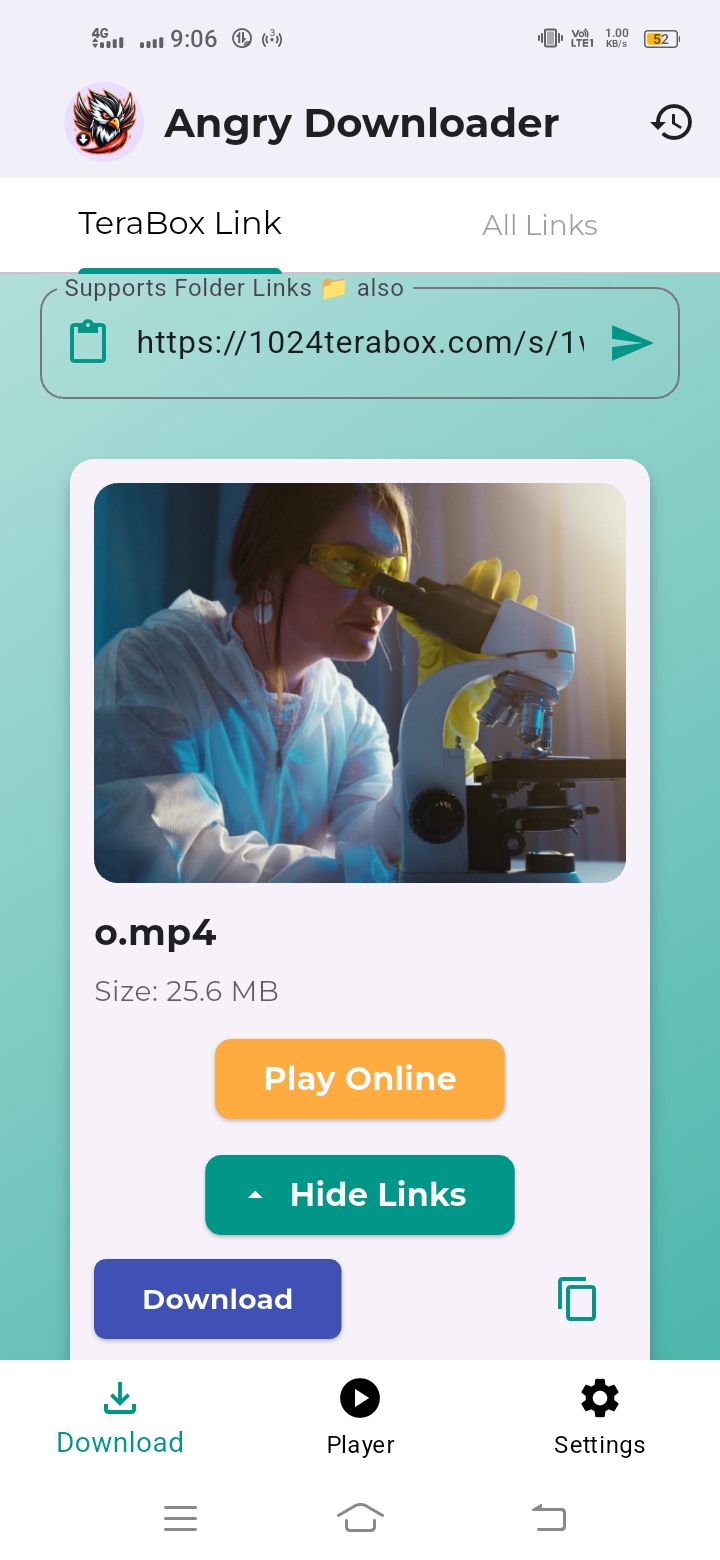 4G 9:06 3 Vo) LTE1 1.00 KB/s 52
Angry Downloader
TeraBox Link All Links
Supports Folder Links 📁 also
https://1024terabox.com/s/1
o.mp4
Size: 25.6 MB
Play Online
Hide Links
Download
Download Player Settings